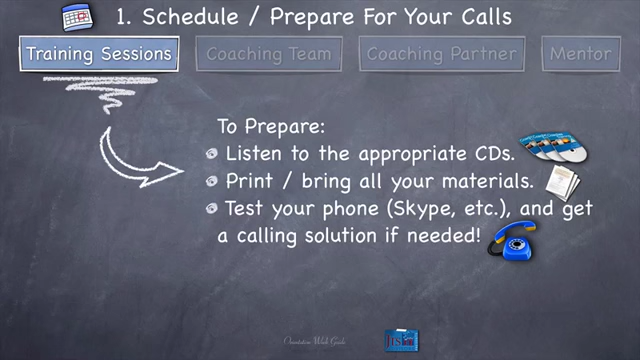 1. Schedule / Prepare For Your Calls
Training Sessions
Coaching Team
Coaching Partner
Mentor
To Prepare:
Listen to the appropriate CDs.
Print / bring all your materials.
Test your phone (Skype, etc.), and get
a calling solution if needed!